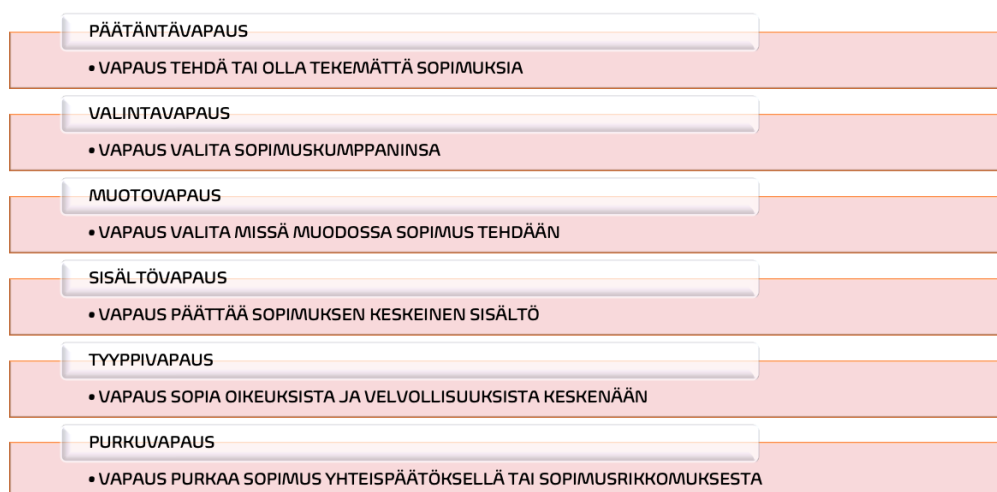 PÄÄTÄNTÄVAPAUS
• VAPAUS TEHDÄ TAI OLLA TEKEMÄTTÄ SOPIMUKSIA
VALINTAVAPAUS
• VAPAUS VALITA SOPIMUSKUMPPANINSA
MUOTOVAPAUS
• VAPAUS VALITA MISSÄ MUODOSSA SOPIMUS TEHDÄÄN
SISÄLTÖVAPAUS
• VAPAUS PÄÄTTÄÄ SOPIMUKSEN KESKEINEN SISÄLTÖ
TYYPPIVAPAUS
• VAPAUS SOPIA OIKEUKSISTA JA VELVOLLISUUKSISTA KESKENÄÄN
PURKUVAPAUS
• VAPAUS PURKAA SOPIMUS YHTEISPÄÄTÖKSELLÄ TAI SOPIMUSRIKKOMUKSESTA